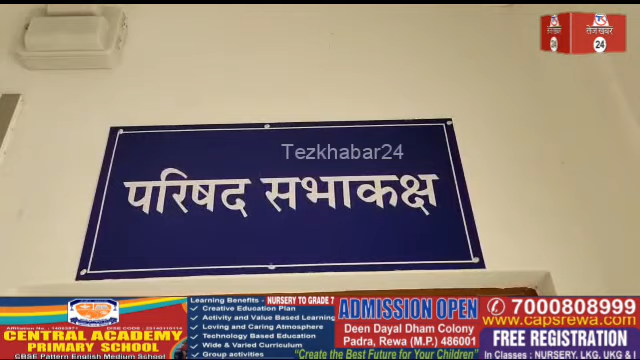 तेजखबर
24
Tezkhabar24
परिषद सभाकक्ष
CENTRAL ACADEMY
PRIMARY SCHOOL
CBSE Pattern English Medium School
Learning Benefits - NURSERY TO GRADE 7
Creative Education Plan
Activity and Value Based Learning
Loving and Caring Atmosphere
Technology Based Education
Wide & Varied Curriculum
Group activities
ADMISSION OPEN
Deen Dayal Dham Colony
Padra, Rewa (M.P.) 486001
"Create the Best Future for Your Children"
7000808999
www.capsrewa.com
FREE REGISTRATION
In Classes : NURSERY, LKG, UKG &